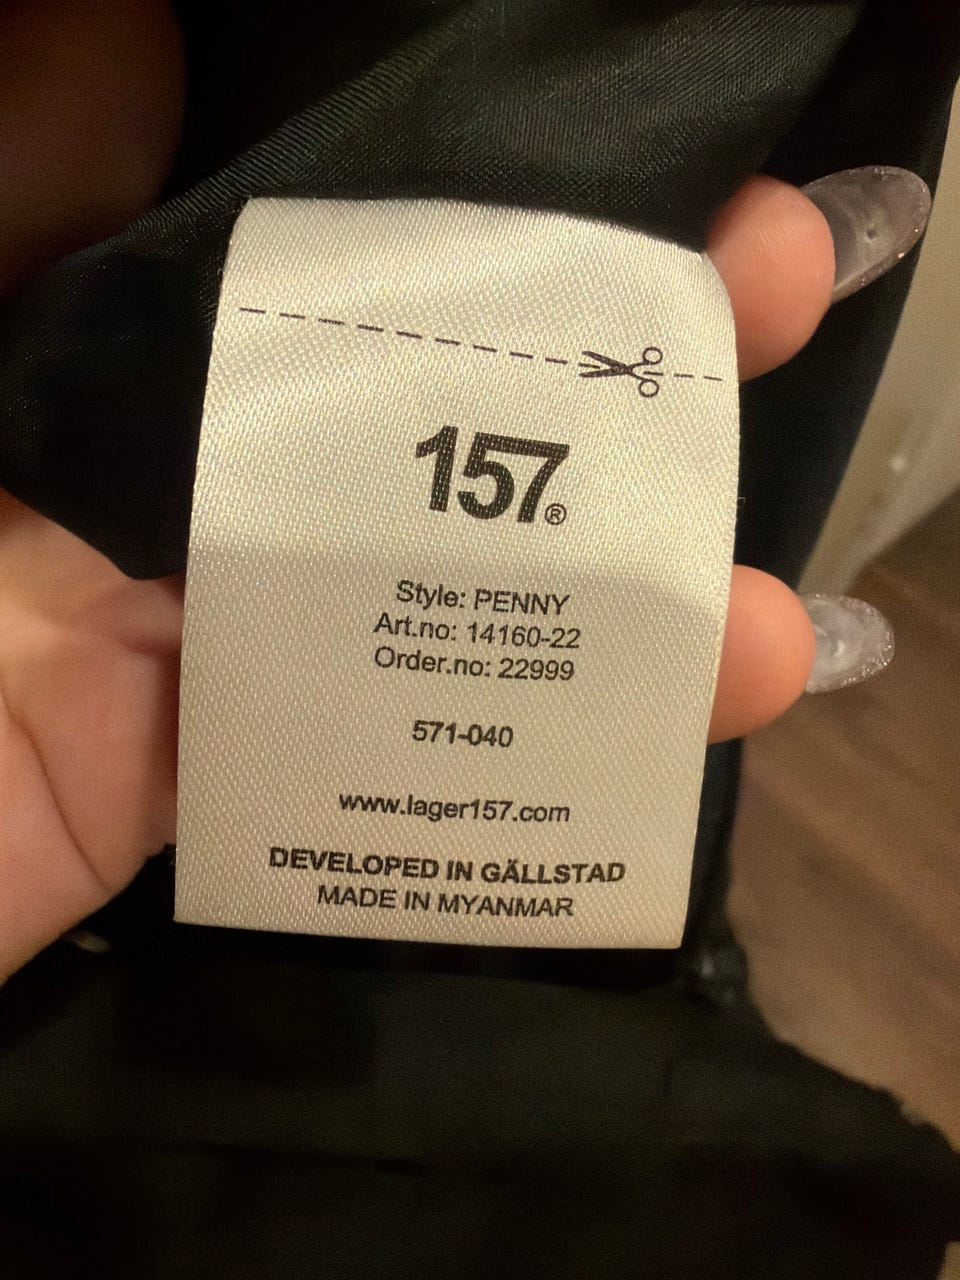 157®
Style: PENNY
Art.no: 14160-22
Order.no: 22999
571-040
www.lager157.com
DEVELOPED IN GÄLLSTAD
MADE IN MYANMAR